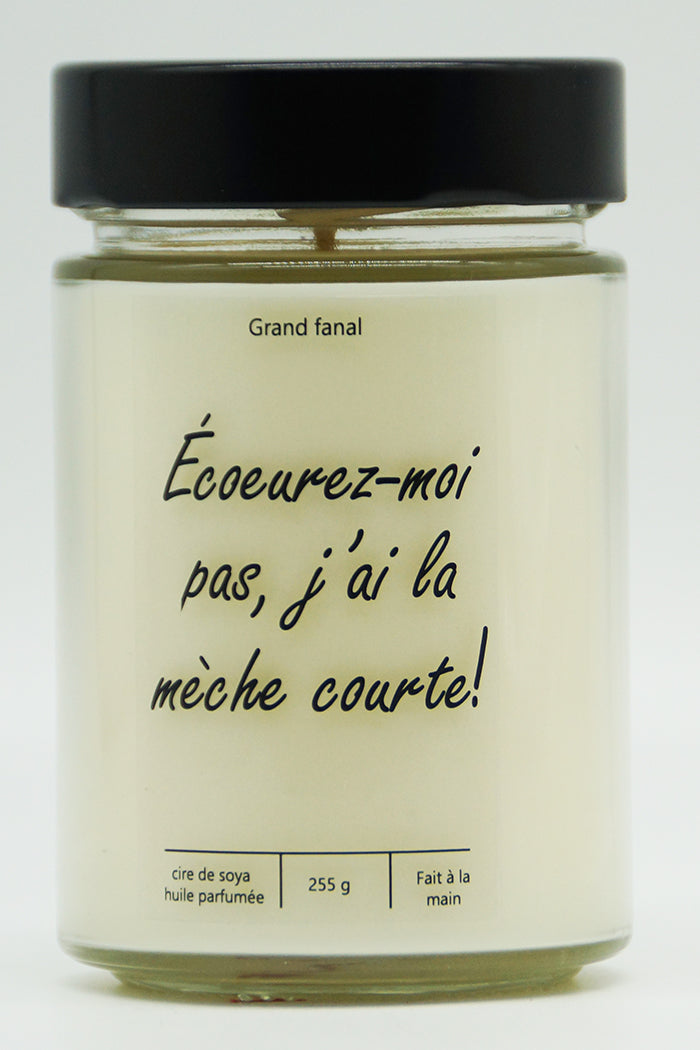 Grand fanal
Écoeurez-moi
pas, j'ai la
mèche courte!
cire de soya
huile parfumée
255 g
Fait à la
main